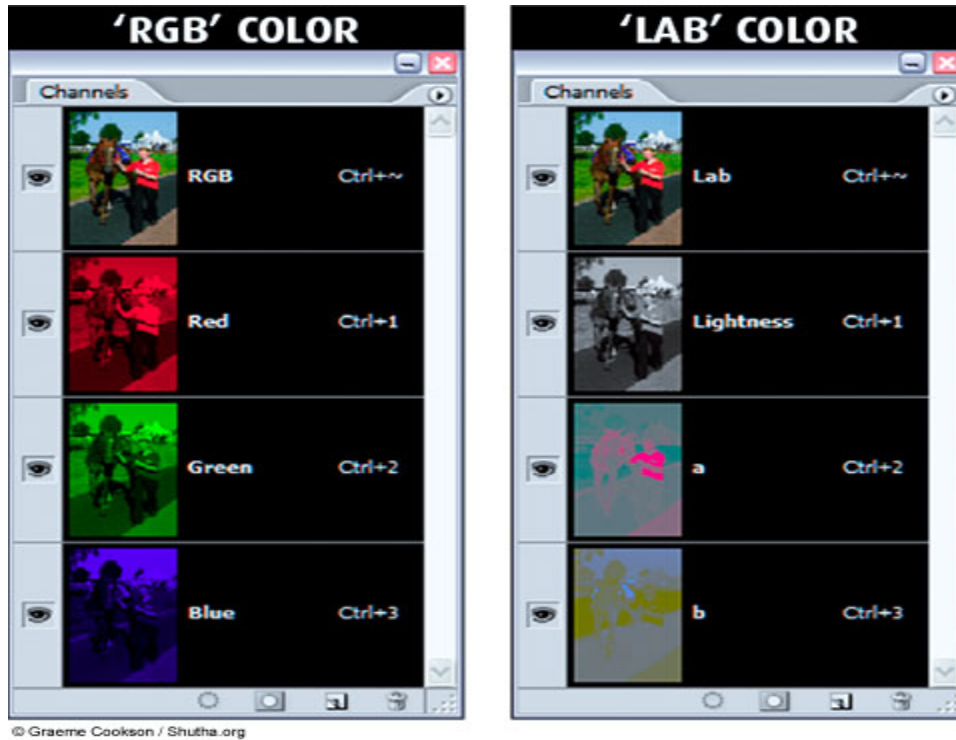 ‘RGB’ COLOR
Channels
RGB Ctrl+~
Red Ctrl+1
Green Ctrl+2
Blue Ctrl+3
‘LAB’ COLOR
Channels
Lab Ctrl+~
Lightness Ctrl+1
a Ctrl+2
b Ctrl+3
© Graeme Cookson / Shutha.org